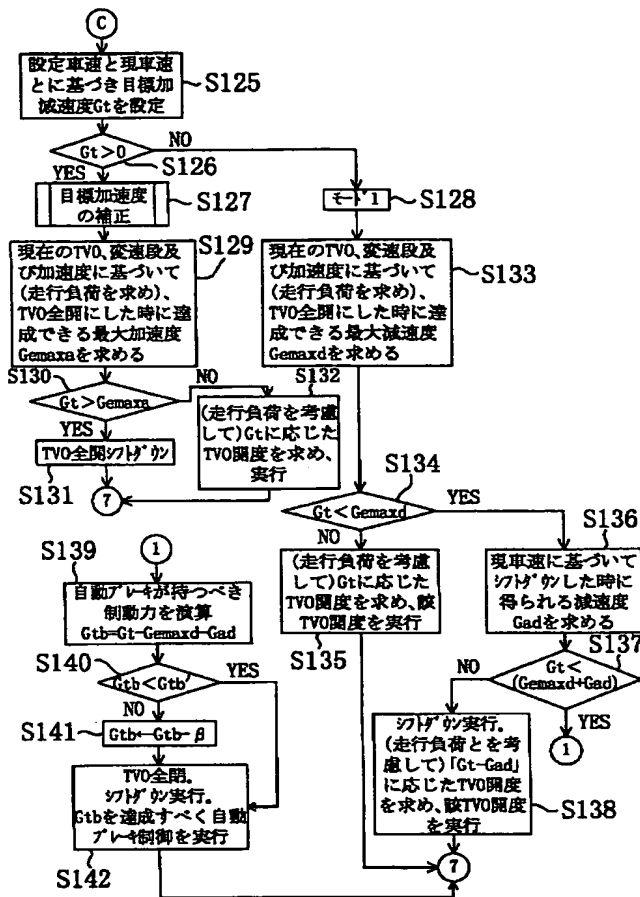 C
設定車速と現車速
とに基づき目標加
減速度Gtを設定
S125
Gt>0
NO
S126
YES
目標加速度
の補正
S127
モード1
S128
S129
現在のTVO、変速段及
び加速度に基づいて
(走行負荷を求め)、
TVO全開にした時に達
成できる最大加速度
Gemaxaを求める
現在のTVO、変速段及
び加速度に基づいて
(走行負荷を求め)、
TVO全開にした時に達
成できる最大減速度
Gemaxdを求める
S133
S130
Gt>Gemaxa
NO
S132
(走行負荷を考慮
して)Gtに応じた
TVO開度を求め、
実行
YES
TVO全開シフトダウン
S131
7
S134
Gt<Gemaxd
YES
NO
S136
現車速に基づいて
シフトダウンした時に
得られる減速度
Gadを求める
(走行負荷を考慮
して)Gtに応じた
TVO開度を求め、該
TVO開度を実行
S135
S137
Gt<
(Gemaxd+Gad)
NO
YES
1
シフトダウン実行。
(走行負荷とを考
慮して)「Gt-Gad」
に応じたTVO開度
を求め、該TVO開度
を実行
S138
1
S139
自動ブレーキが持つべき
制動力を演算
Gtb=Gt-Gemaxd-Gad
S140
Gtb<Gtb'
YES
NO
S141
Gtb←Gtb-β
TVO全閉。
シフトダウン実行。
Gtbを達成すべく自動
ブレーキ制御を実行
S142
7